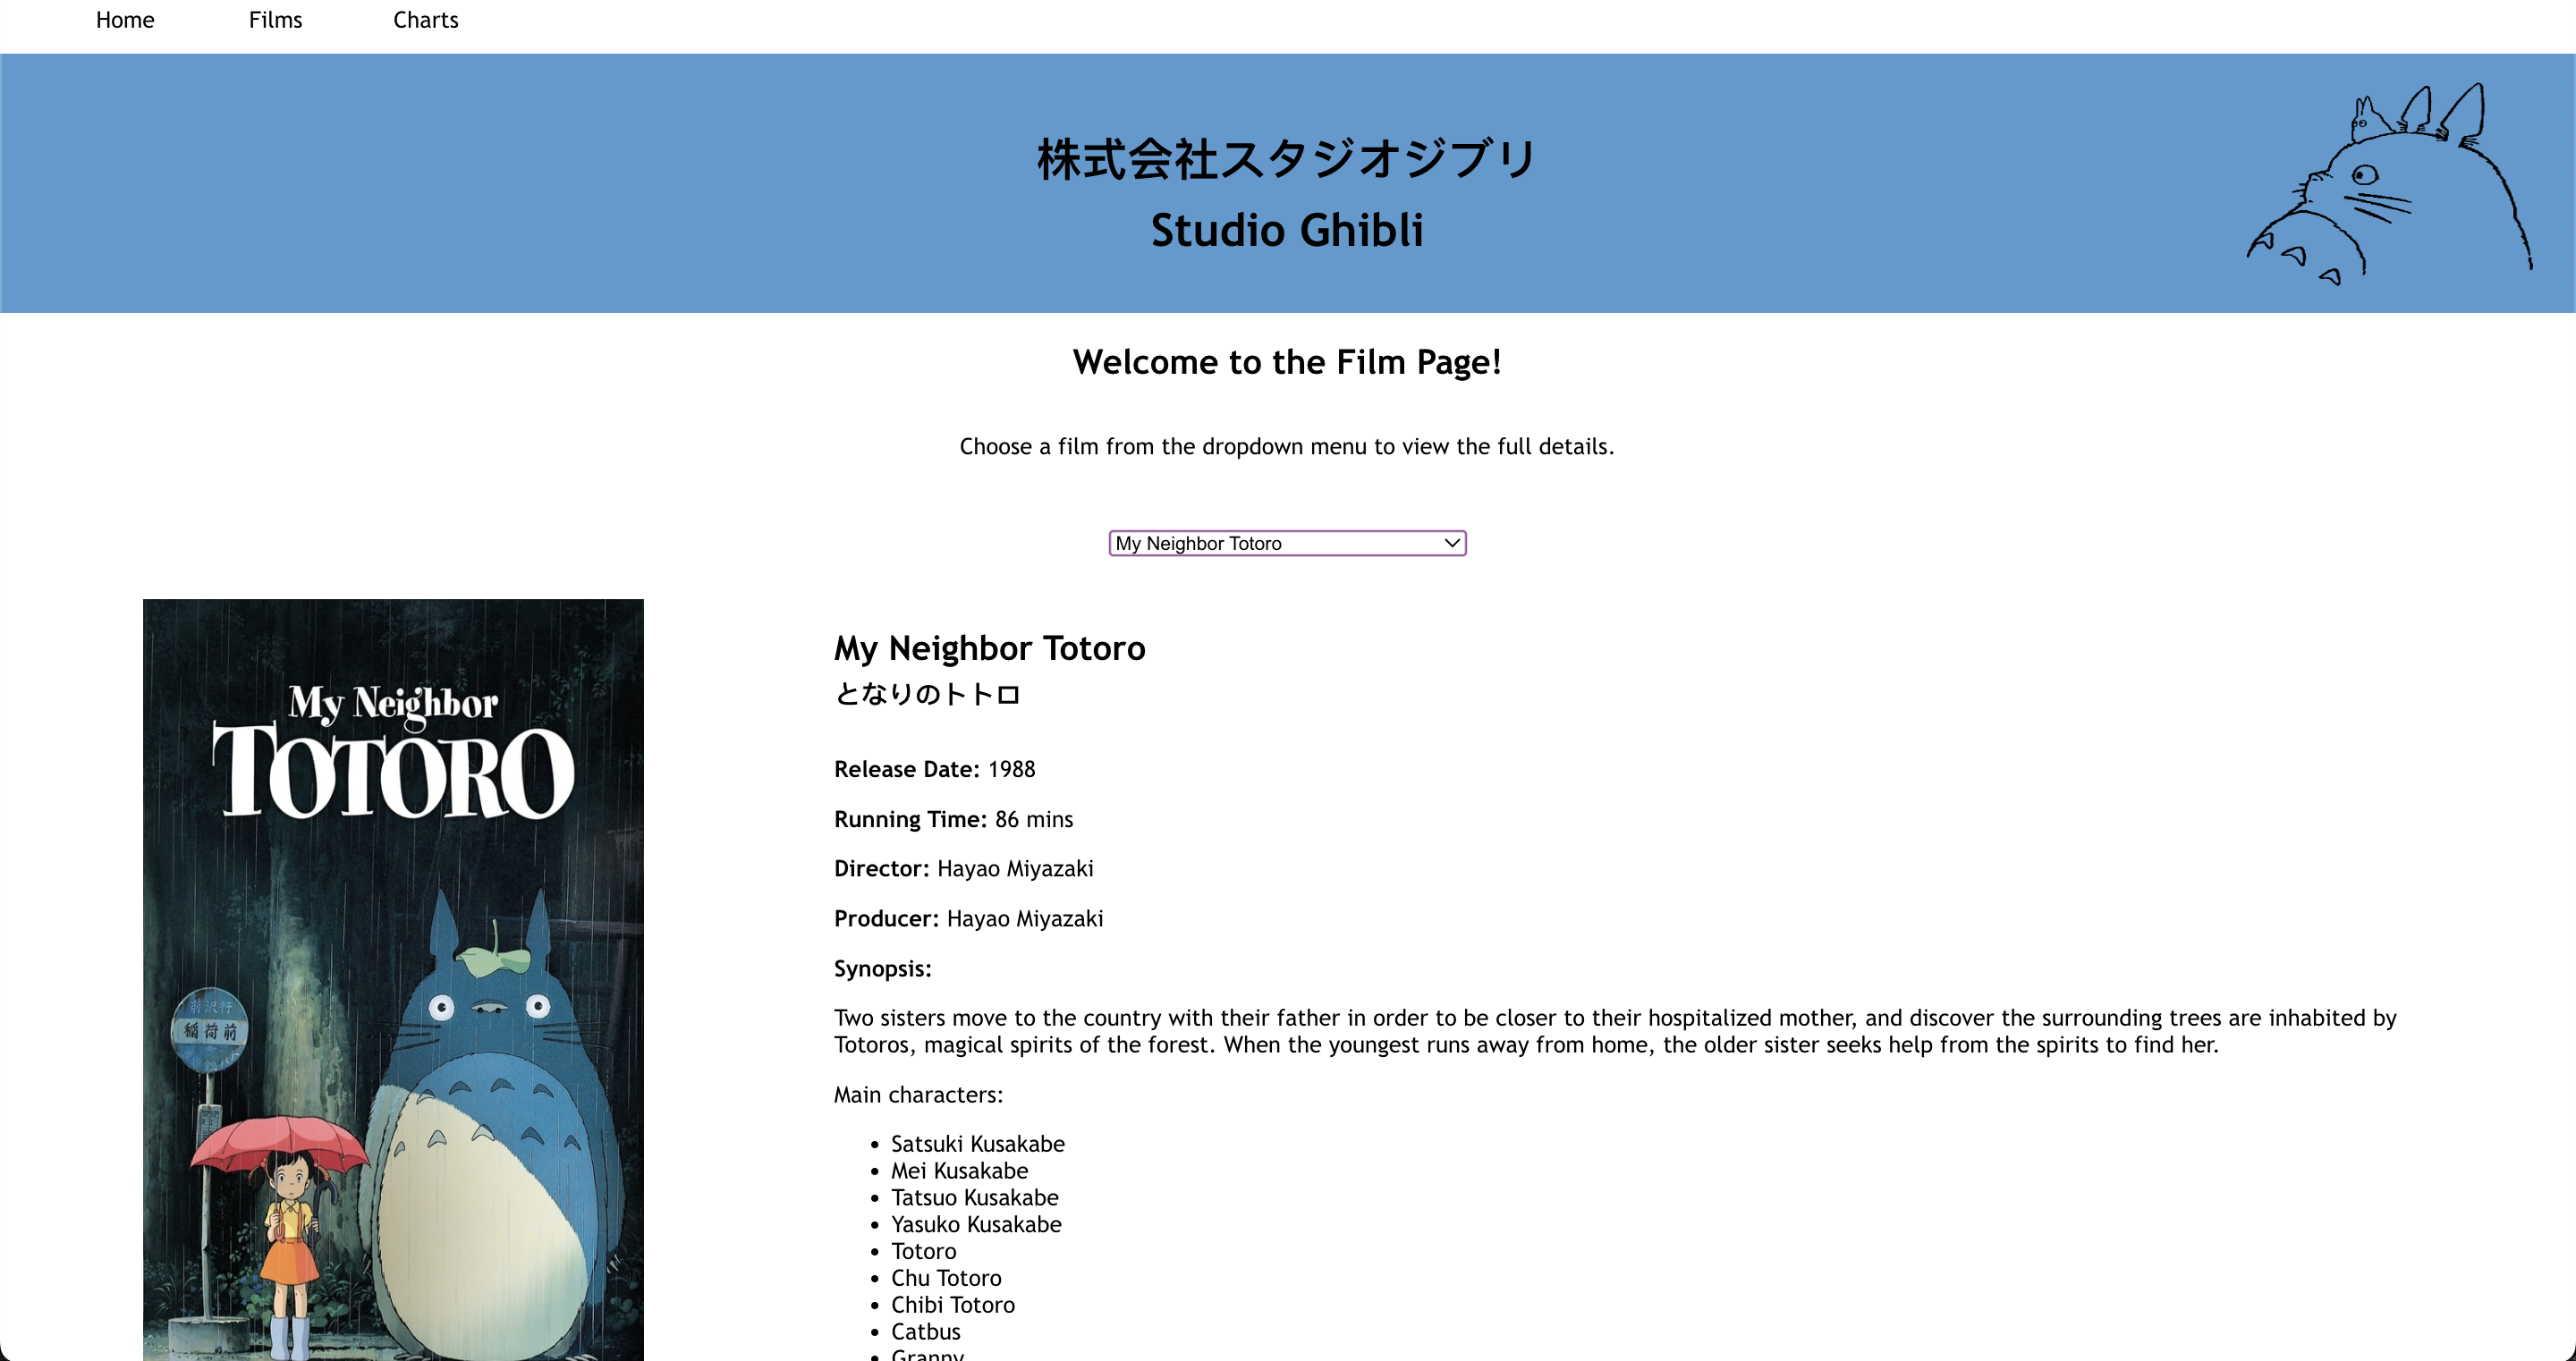 Home Films Charts
株式会社スタジオジブリ
Studio Ghibli
Welcome to the Film Page!
Choose a film from the dropdown menu to view the full details.
My Neighbor Totoro
My Neighbor
TOTORO
前沢行
稲荷前
My Neighbor Totoro
となりのトトロ
Release Date: 1988
Running Time: 86 mins
Director: Hayao Miyazaki
Producer: Hayao Miyazaki
Synopsis:
Two sisters move to the country with their father in order to be closer to their hospitalized mother, and discover the surrounding trees are inhabited by
Totoros, magical spirits of the forest. When the youngest runs away from home, the older sister seeks help from the spirits to find her.
Main characters:
Satsuki Kusakabe
Mei Kusakabe
Tatsuo Kusakabe
Yasuko Kusakabe
Totoro
Chu Totoro
Chibi Totoro
Catbus
Granny